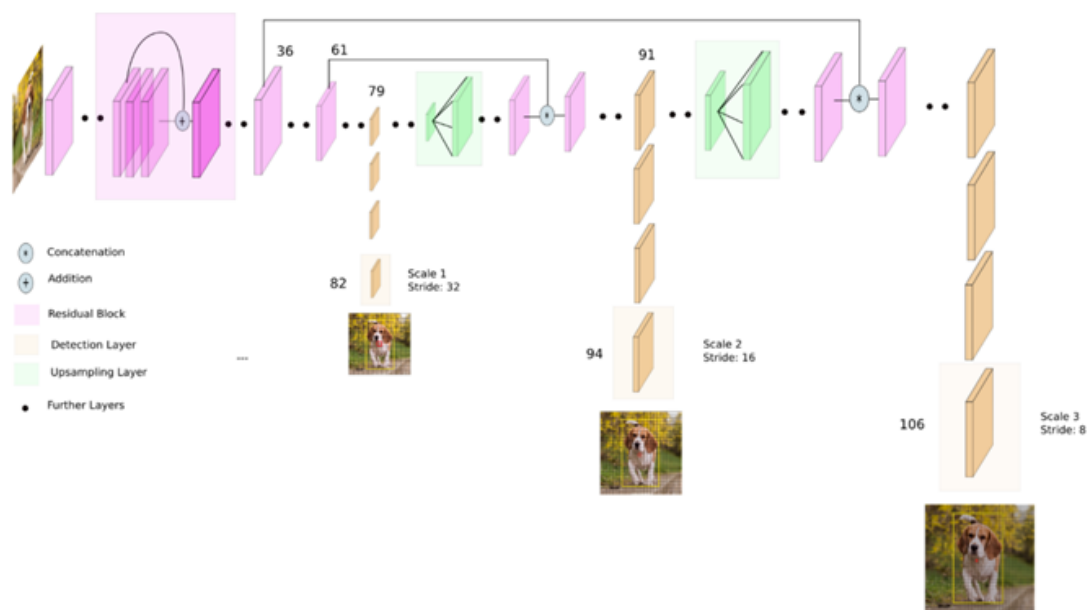 36
61
91
79
Concatenation
Addition
Residual Block
Detection Layer
Upsampling Layer
Further Layers
...
82
Scale 1
Stride: 32
94
Scale 2
Stride: 16
106
Scale 3
Stride: 8